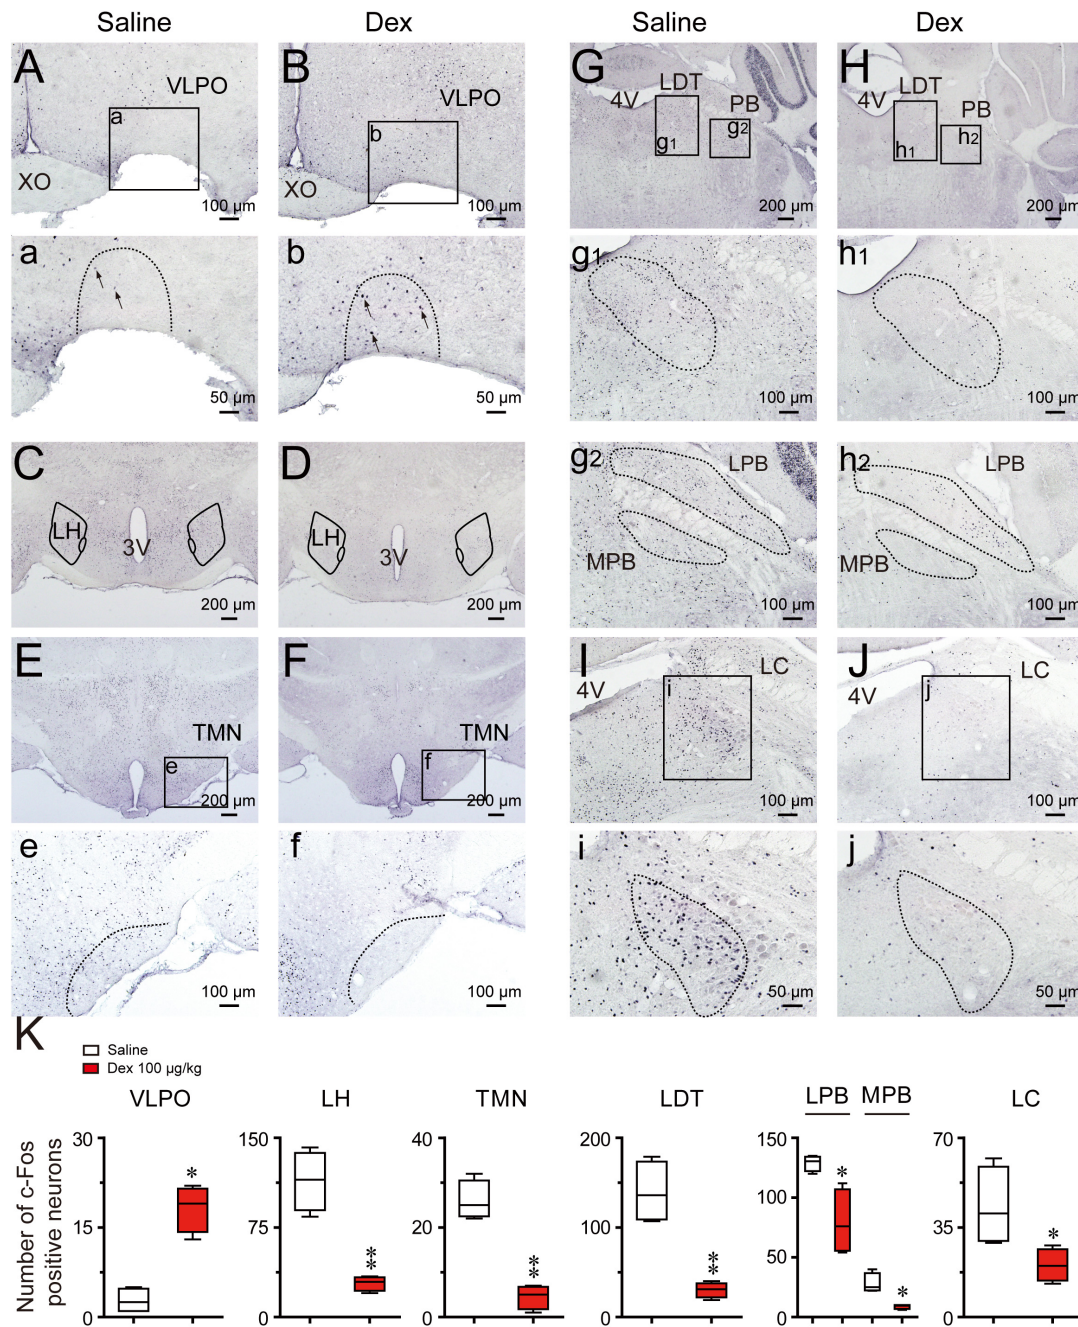 Saline
Dex
Saline
Dex
A
VLPO
a
XO
100 µm
B
VLPO
b
XO
100 µm
G
4V
LDT
PB
g1
g2
200 µm
H
4V
LDT
PB
h1
h2
200 µm
a
50 µm
b
50 µm
g1
100 µm
h1
100 µm
C
LH
3V
200 µm
D
LH
3V
200 µm
g2
LPB
MPB
100 µm
h2
LPB
MPB
100 µm
E
TMN
e
200 µm
F
TMN
f
200 µm
I
4V
LC
i
100 µm
J
4V
LC
j
100 µm
e
100 µm
f
100 µm
i
50 µm
j
50 µm
K
Saline
Dex 100 µg/kg
Number of c-Fos
positive neurons
VLPO
30
15
0
*
LH
150
75
0
**
TMN
40
20
0
**
LDT
200
100
0
**
LPB MPB
150
100
50
0
*
*
LC
70
35
0
*